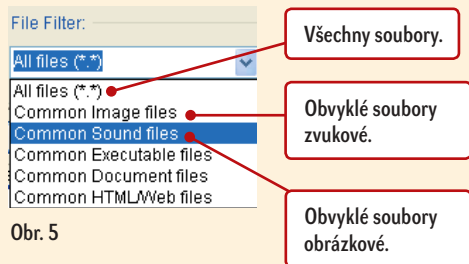 File Filter:
All files (*.*)
All files (*.*)
Common Image files
Common Sound files
Common Executable files
Common Document files
Common HTML/Web files
Obr. 5
Všechny soubory.
Obvyklé soubory
zvukové.
Obvyklé soubory
obrázkové.